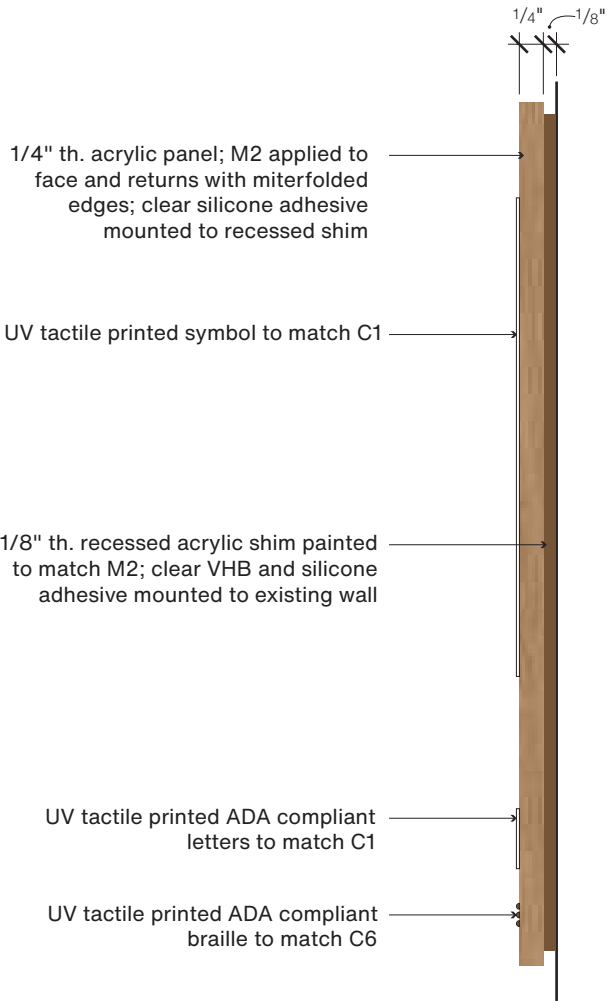 1/4" 1/8"
1/4" th. acrylic panel; M2 applied to
face and returns with miterfolded
edges; clear silicone adhesive
mounted to recessed shim
UV tactile printed symbol to match C1
1/8" th. recessed acrylic shim painted
to match M2; clear VHB and silicone
adhesive mounted to existing wall
UV tactile printed ADA compliant
letters to match C1
UV tactile printed ADA compliant
braille to match C6